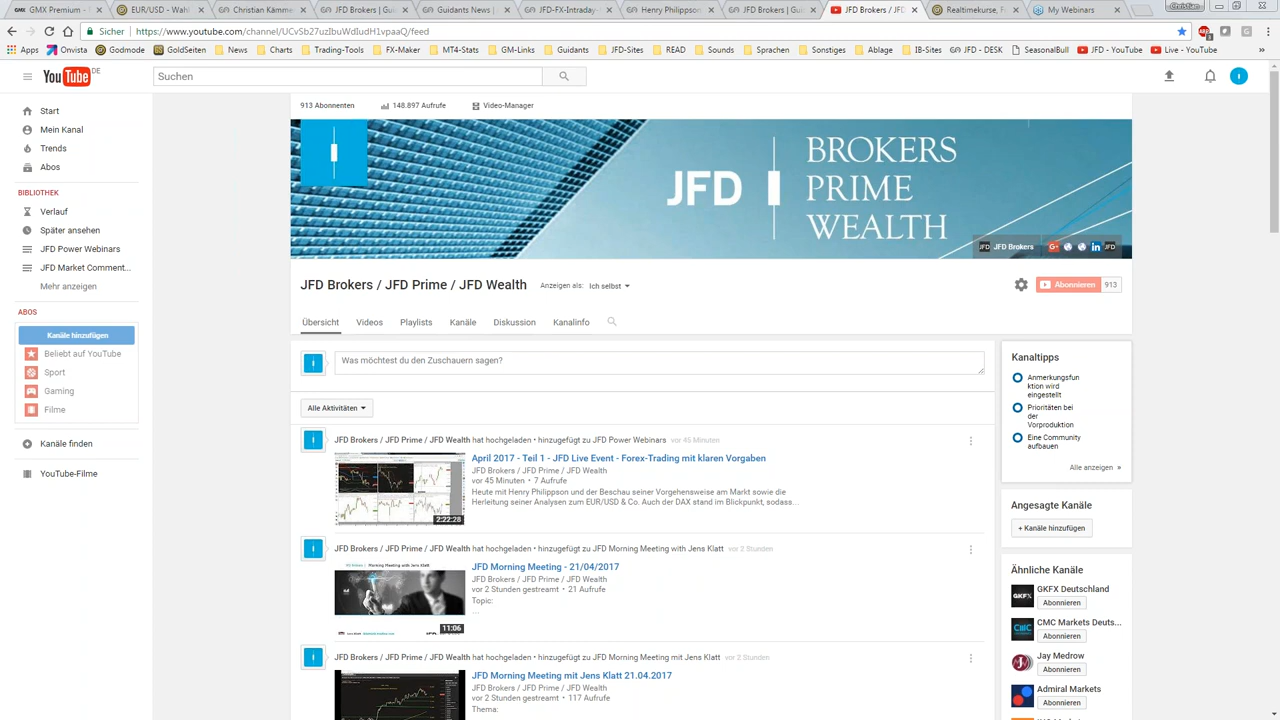 GMX Premium -
EUR/USD - Wahl
Christian Kämme
JFD Brokers | Gui
Guidants News |
JFD-FX-Intraday
Henry Philippson
JFD Brokers | Gui
JFD Brokers / JF
Realtimekurse, F
My Webinars
Sicher https://www.youtube.com/channel/UCvSb27uzIbuWdIudH1vpaaQ/feed
Apps Onvista Godmode GoldSeiten News Charts Trading-Tools FX-Maker MT4-Stats GM-Links Guidants JFD-Sites READ Sounds Sprachen Sonstiges Ablage IB-Sites JFD - DESK SeasonalBull JFD - YouTube Live - YouTube
YouTube DE
Suchen
Start
Mein Kanal
Trends
Abos
BIBLIOTHEK
Verlauf
Später ansehen
JFD Power Webinars
JFD Market Comment...
Mehr anzeigen
ABOS
Kanäle hinzufügen
Beliebt auf YouTube
Sport
Gaming
Filme
Kanäle finden
YouTube-Filme
913 Abonnenten 148.897 Aufrufe Video-Manager
JFD
BROKERS
PRIME
WEALTH
JFD JFD Brokers G+ in JFD
JFD Brokers / JFD Prime / JFD Wealth Anzeigen als: Ich selbst
Abonnieren 913
Übersicht Videos Playlists Kanäle Diskussion Kanalinfo
Was möchtest du den Zuschauern sagen?
Alle Aktivitäten
JFD Brokers / JFD Prime / JFD Wealth hat hochgeladen • hinzugefügt zu JFD Power Webinars vor 45 Minuten
April 2017 - Teil 1 - JFD Live Event - Forex-Trading mit klaren Vorgaben
JFD Brokers / JFD Prime / JFD Wealth
vor 45 Minuten • 7 Aufrufe
Heute mit Henry Philippson und der Beschau seiner Vorgehensweise am Markt sowie die
Herleitung seiner Analysen zum EUR/USD & Co. Auch der DAX stand im Blickpunkt, sodass...
2:22:28
JFD Brokers / JFD Prime / JFD Wealth hat hochgeladen • hinzugefügt zu JFD Morning Meeting with Jens Klatt vor 2 Stunden
JFD Morning Meeting - 21/04/2017
JFD Brokers / JFD Prime / JFD Wealth
vor 2 Stunden gestreamt • 21 Aufrufe
Topic:
...
11:06
JFD Brokers / JFD Prime / JFD Wealth hat hochgeladen • hinzugefügt zu JFD Morning Meeting mit Jens Klatt vor 2 Stunden
JFD Morning Meeting mit Jens Klatt 21.04.2017
JFD Brokers / JFD Prime / JFD Wealth
vor 2 Stunden gestreamt • 117 Aufrufe
Thema:
Kanaltipps
Anmerkungsfun
ktion wird
eingestellt
Prioritäten bei
der
Vorproduktion
Eine Community
aufbauen
Alle anzeigen »
Angesagte Kanäle
+ Kanäle hinzufügen
Ähnliche Kanäle
GKFX
GKFX Deutschland
Abonnieren
CMC
CMC Markets Deuts...
Abonnieren
Jay Medrow
Abonnieren
Admiral Markets
Abonnieren